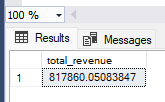 100 %
Results Messages
total_revenue
1 817860.05083847